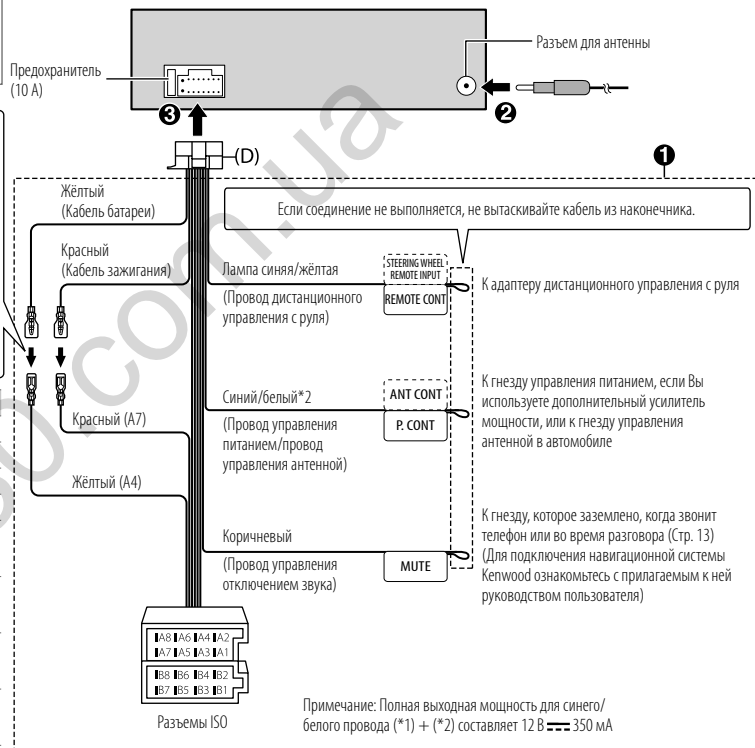 Разъем для антенны
Предохранитель
(10 А)
❸
❷
(D)
❶
Жёлтый
(Кабель батареи)
Если соединение не выполняется, не вытаскивайте кабель из наконечника.
Красный
(Кабель зажигания)
Лампа синяя/жёлтая
(Провод дистанционного
управления с руля)
STEERING WHEEL
REMOTE INPUT
REMOTE CONT
К адаптеру дистанционного управления с руля
Синий/белый*2
(Провод управления
питанием/провод
управления антенной)
ANT CONT
P. CONT
К гнезду управления питанием, если Вы
используете дополнительный усилитель
мощности, или к гнезду управления
антенной в автомобиле
Красный (A7)
Жёлтый (A4)
Коричневый
(Провод управления
отключением звука)
MUTE
К гнезду, которое заземлено, когда звонит
телефон или во время разговора (Стр. 13)
(Для подключения навигационной системы
Kenwood ознакомьтесь с прилагаемым к ней
руководством пользователя)
A8 A6 A4 A2
A7 A5 A3 A1
B8 B6 B4 B2
B7 B5 B3 B1
Разъемы ISO
Примечание: Полная выходная мощность для синего/
белого провода (*1) + (*2) составляет 12 В 350 мА
o.com.ua